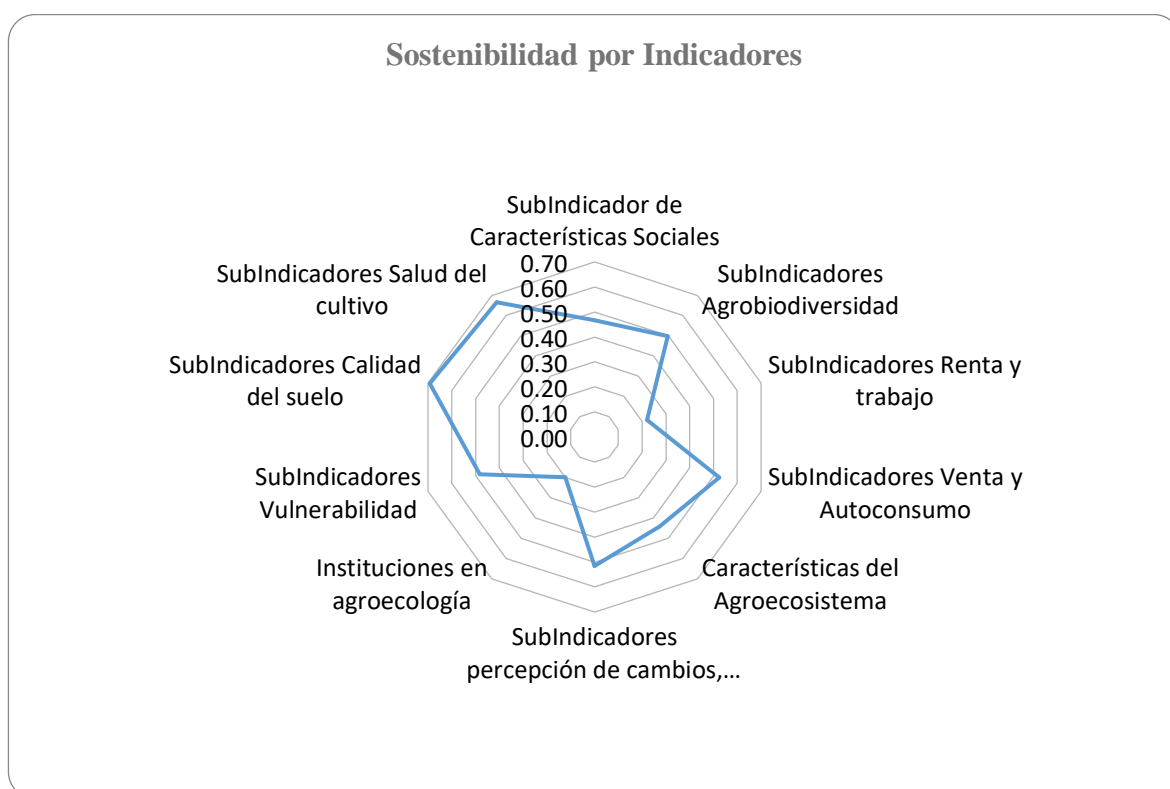 Sostenibilidad por Indicadores
SubIndicador de
Características Sociales
SubIndicadores
Agrobiodiversidad
SubIndicadores Renta y
trabajo
SubIndicadores Venta y
Autoconsumo
Características del
Agroecosistema
SubIndicadores
percepción de cambios,...
Instituciones en
agroecología
SubIndicadores
Vulnerabilidad
SubIndicadores Calidad
del suelo
SubIndicadores Salud del
cultivo
0.70
0.60
0.50
0.40
0.30
0.20
0.10
0.00